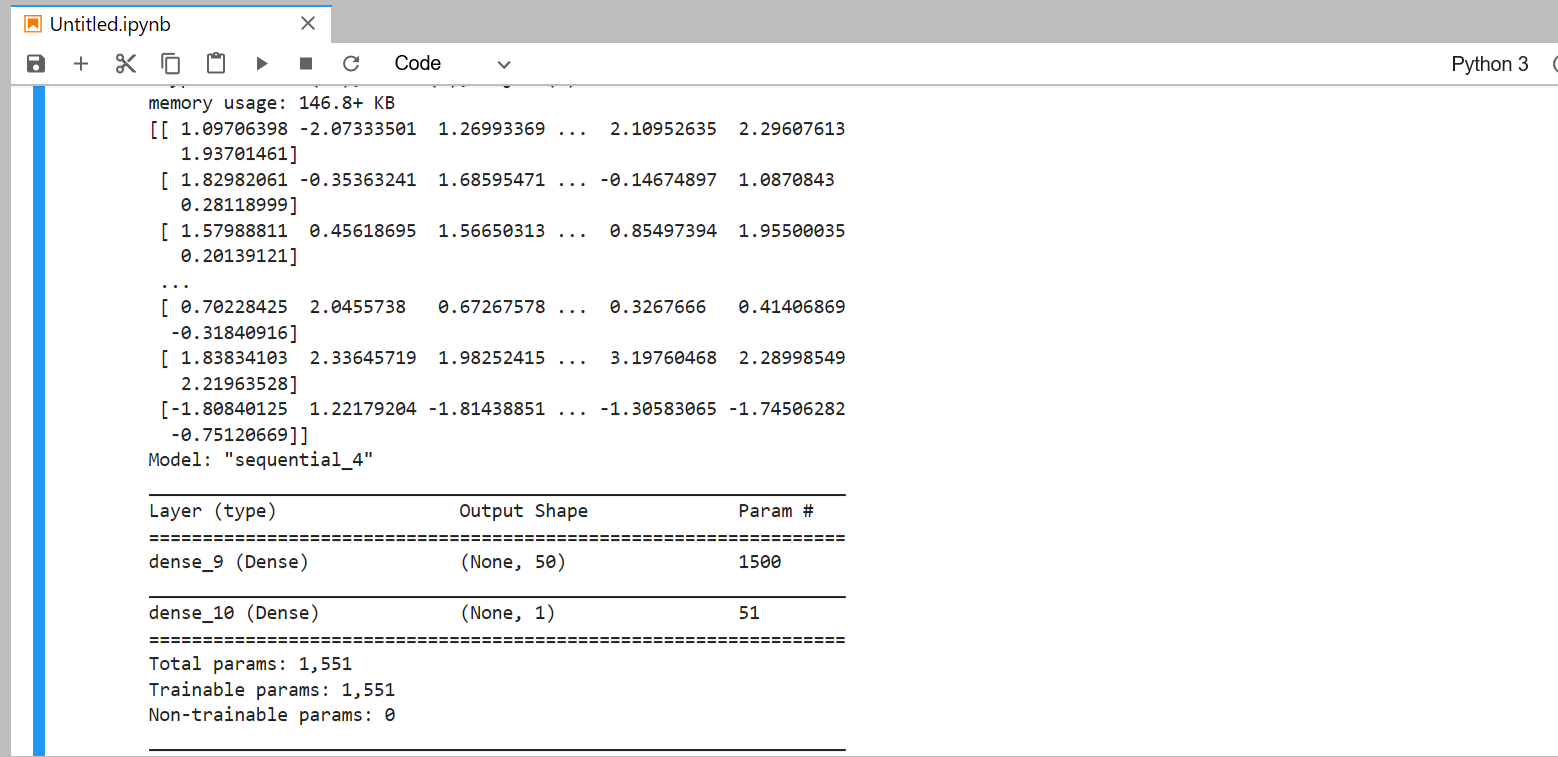 Untitled.ipynb
Code
Python 3
memory usage: 146.8+ KB
[[ 1.09706398 -2.07333501  1.26993369 ...  2.10952635  2.29607613
   1.93701461]
 [ 1.82982061 -0.35363241  1.68595471 ... -0.14674897  1.0870843
   0.28118999]
 [ 1.57988811  0.45618695  1.56650313 ...  0.85497394  1.95500035
   0.20139121]
 ...
 [ 0.70228425  2.0455738   0.67267578 ...  0.3267666   0.41406869
  -0.31840916]
 [ 1.83834103  2.33645719  1.98252415 ...  3.19760468  2.28998549
   2.21963528]
 [-1.80840125  1.22179204 -1.81438851 ... -1.30583065 -1.74506282
  -0.75120669]]
Model: "sequential_4"
_________________________________________________________________
Layer (type)                 Output Shape              Param #
=================================================================
dense_9 (Dense)              (None, 50)                1500
_________________________________________________________________
dense_10 (Dense)             (None, 1)                 51
=================================================================
Total params: 1,551
Trainable params: 1,551
Non-trainable params: 0
_________________________________________________________________